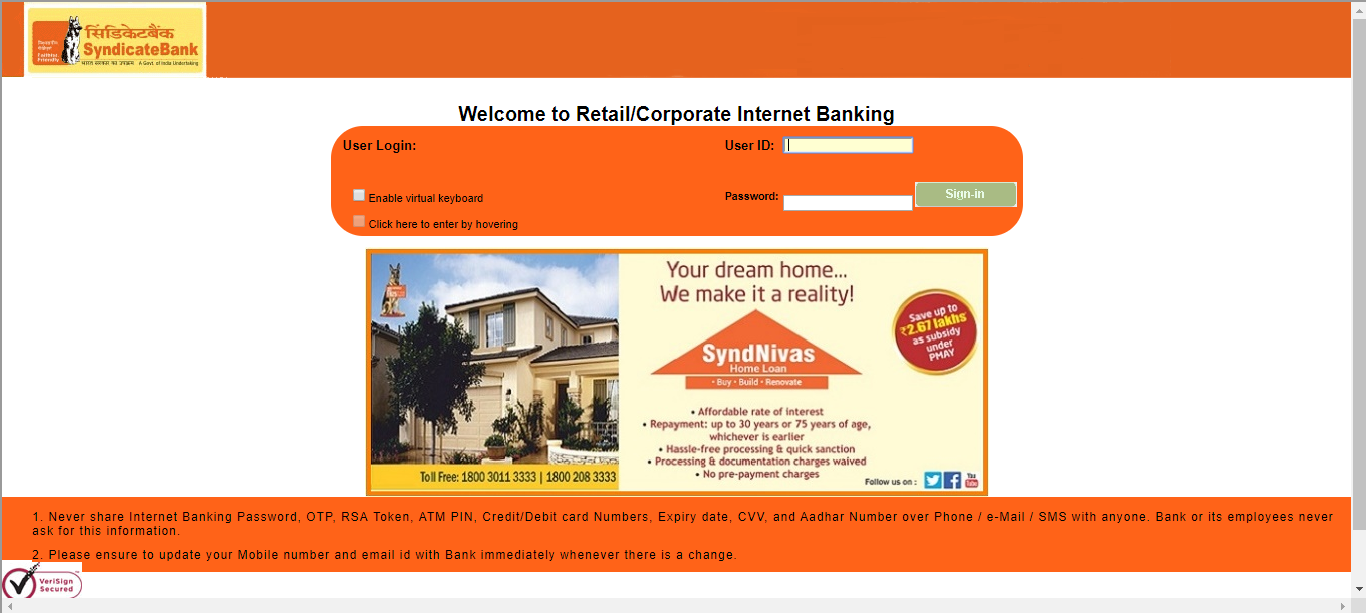 सिंडिकेटबैंक
SyndicateBank
Faithful
Friendly
भारत सरकार का उपक्रम A Govt. of India Undertaking
Welcome to Retail/Corporate Internet Banking
User Login:
User ID:
Enable virtual keyboard
Password:
Sign-in
Click here to enter by hovering
Your dream home...
We make it a reality!
Save up to
₹2.67 lakhs
as subsidy
under
PMAY
SyndNivas
Home Loan
• Buy • Build • Renovate
• Affordable rate of interest
• Repayment: up to 30 years or 75 years of age,
whichever is earlier
• Hassle-free processing & quick sanction
• Processing & documentation charges waived
• No pre-payment charges
Toll Free: 1800 3011 3333 | 1800 208 3333
Follow us on :
You
Tube
1. Never share Internet Banking Password, OTP, RSA Token, ATM PIN, Credit/Debit card Numbers, Expiry date, CVV, and Aadhar Number over Phone / e-Mail / SMS with anyone. Bank or its employees never
ask for this information.
2. Please ensure to update your Mobile number and email id with Bank immediately whenever there is a change.
VeriSign
Secured